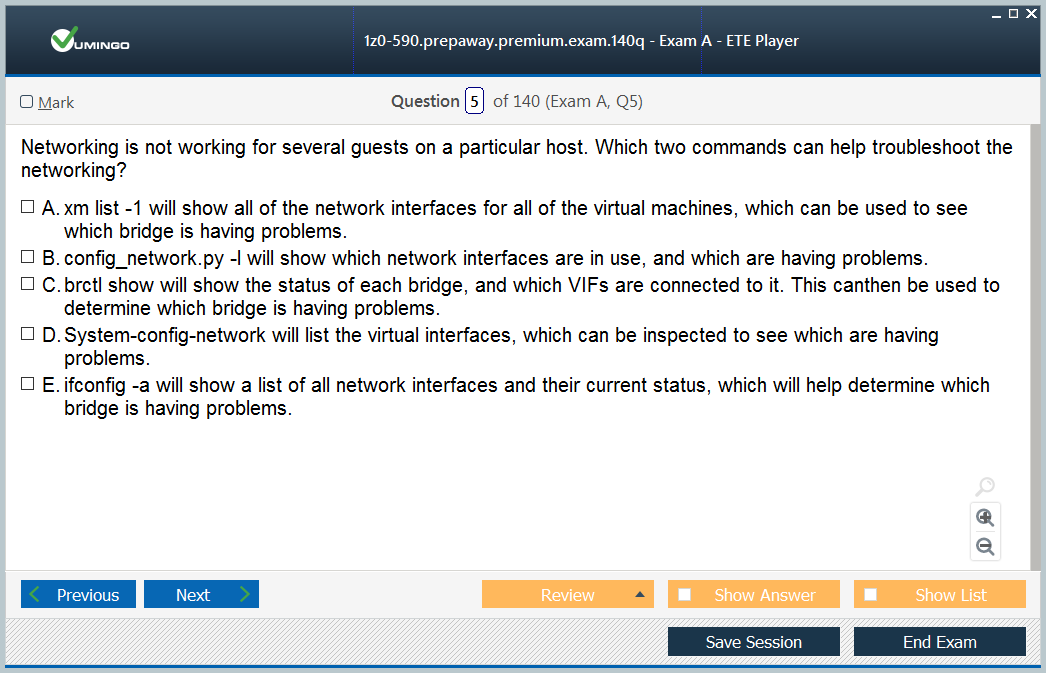 VUMINGO
1z0-590.prepaway.premium.exam.140q - Exam A - ETE Player
Mark
Question 5 of 140 (Exam A, Q5)
Networking is not working for several guests on a particular host. Which two commands can help troubleshoot the
networking?
A. xm list -1 will show all of the network interfaces for all of the virtual machines, which can be used to see
which bridge is having problems.
B. config_network.py -l will show which network interfaces are in use, and which are having problems.
C. brctl show will show the status of each bridge, and which VIFs are connected to it. This canthen be used to
determine which bridge is having problems.
D. System-config-network will list the virtual interfaces, which can be inspected to see which are having
problems.
E. ifconfig -a will show a list of all network interfaces and their current status, which will help determine which
bridge is having problems.
Previous
Next
Review
Show Answer
Show List
Save Session
End Exam